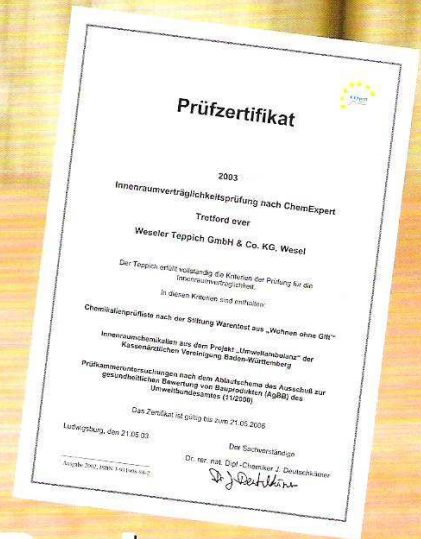 Prüfzertifikat
2003
Innenraumverträglichkeitsprüfung nach ChemExpert
Tretford ever
Weseler Teppich GmbH & Co. KG, Wesel
Der Teppich erfüllt vollständig die Kriterien der Prüfung für die
Innenraumverträglichkeit.
In diesen Kriterien sind enthalten:
Chemikalienprüfliste nach der Stiftung Warentest aus „Wohnen ohne Gift"
Innenraumchemikalien aus dem Projekt „Umweltambulanz" der
Kassenärztlichen Vereinigung Baden-Württemberg
Prüfkammeruntersuchungen nach dem Ablaufschema des Ausschuß zur
gesundheitlichen Bewertung von Bauprodukten (AgBB) des
Umweltbundesamtes (11/2000)
Das Zertifikat ist gültig bis zum 21.05.2006
Ludwigsburg, den 21.05.03
Der Sachverständige
Dr. rer. nat. Dipl.-Chemiker J. Deutschkämer
Ausgabe 2002, ISBN